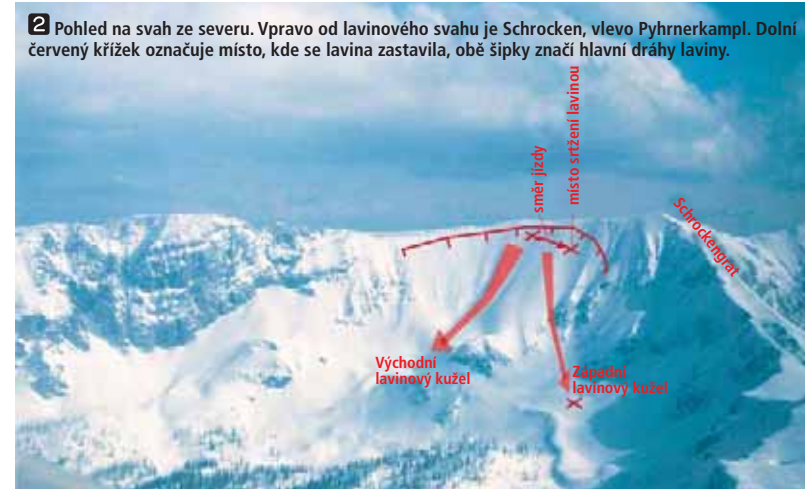 2 Pohled na svah ze severu. Vpravo od lavinového svahu je Schrocken, vlevo Pyhrnerkampl. Dolní
červený křížek označuje místo, kde se lavina zastavila, obě šipky značí hlavní dráhy laviny.
směr jízdy
místo srtžení lavinou
Schrockengrat
Východní
lavinový kužel
Západní
lavinový kužel